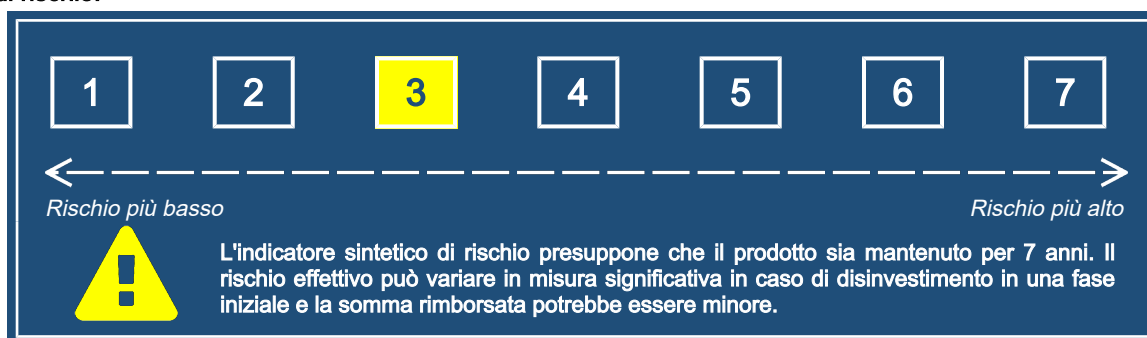 di rischio:
1 2 3 4 5 6 7
Rischio più basso Rischio più alto
!
L'indicatore sintetico di rischio presuppone che il prodotto sia mantenuto per 7 anni. Il
rischio effettivo può variare in misura significativa in caso di disinvestimento in una fase
iniziale e la somma rimborsata potrebbe essere minore.